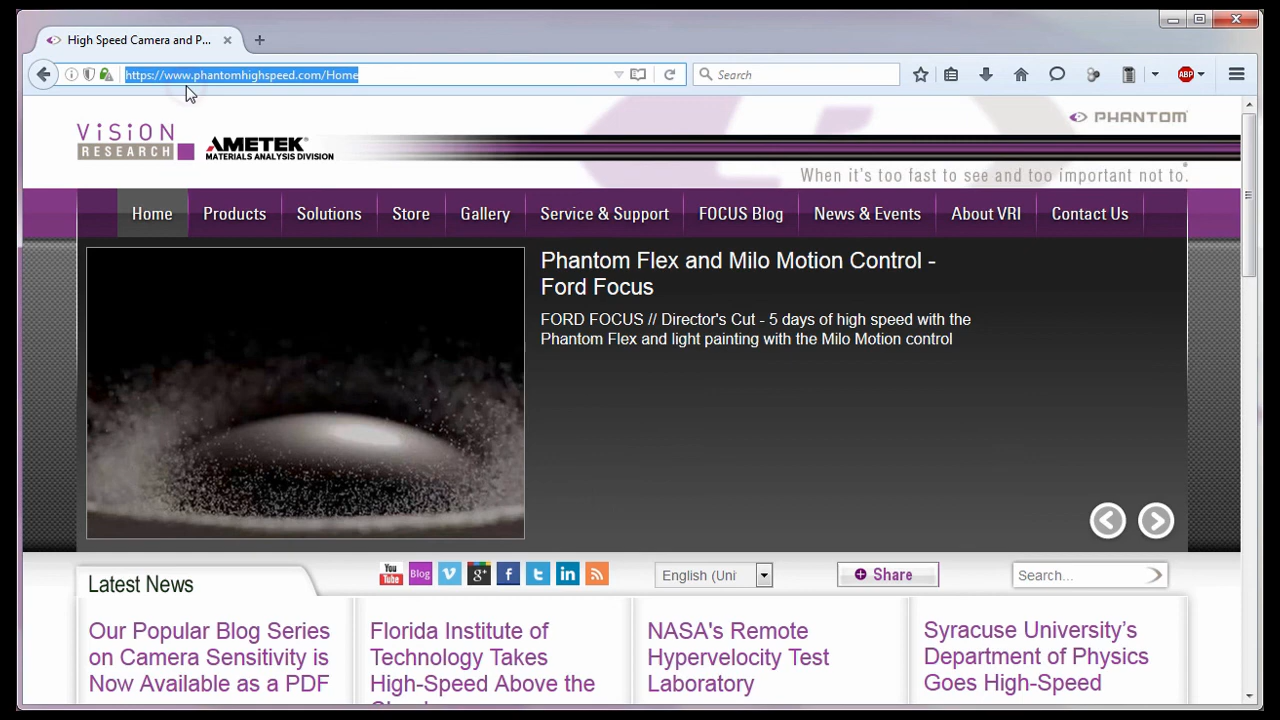 High Speed Camera and P...
https://www.phantomhighspeed.com/Home
Search
ABP
ViSiON
RESEARCH
AMETEK
MATERIALS ANALYSIS DIVISION
PHANTOM
When it's too fast to see and too important not to.
Home Products Solutions Store Gallery Service & Support FOCUS Blog News & Events About VRI Contact Us
Phantom Flex and Milo Motion Control -
Ford Focus
FORD FOCUS // Director's Cut - 5 days of high speed with the
Phantom Flex and light painting with the Milo Motion control
Latest News
You
Tube
Blog
English (Uni
Share
Search...
Our Popular Blog Series
on Camera Sensitivity is
Now Available as a PDF
Florida Institute of
Technology Takes
High-Speed Above the
NASA's Remote
Hypervelocity Test
Laboratory
Syracuse University's
Department of Physics
Goes High-Speed